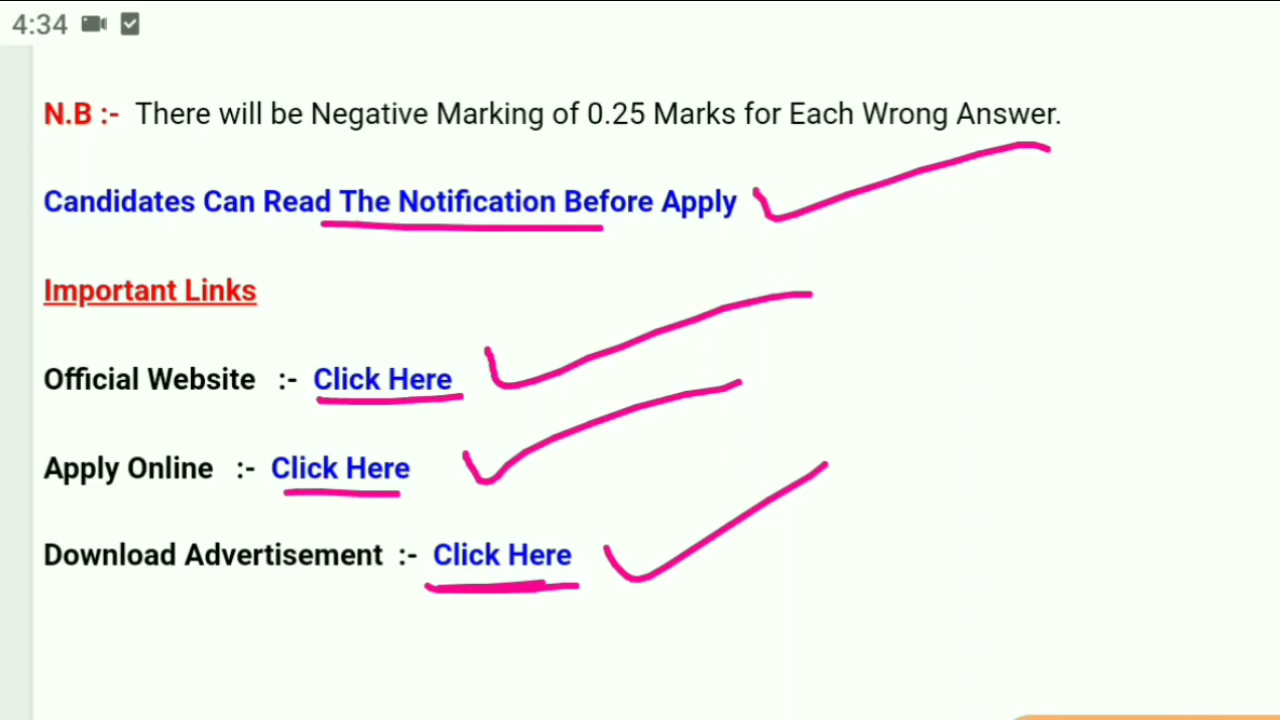 4:34
N.B :- There will be Negative Marking of 0.25 Marks for Each Wrong Answer.
Candidates Can Read The Notification Before Apply
Important Links
Official Website :- Click Here
Apply Online :- Click Here
Download Advertisement :- Click Here